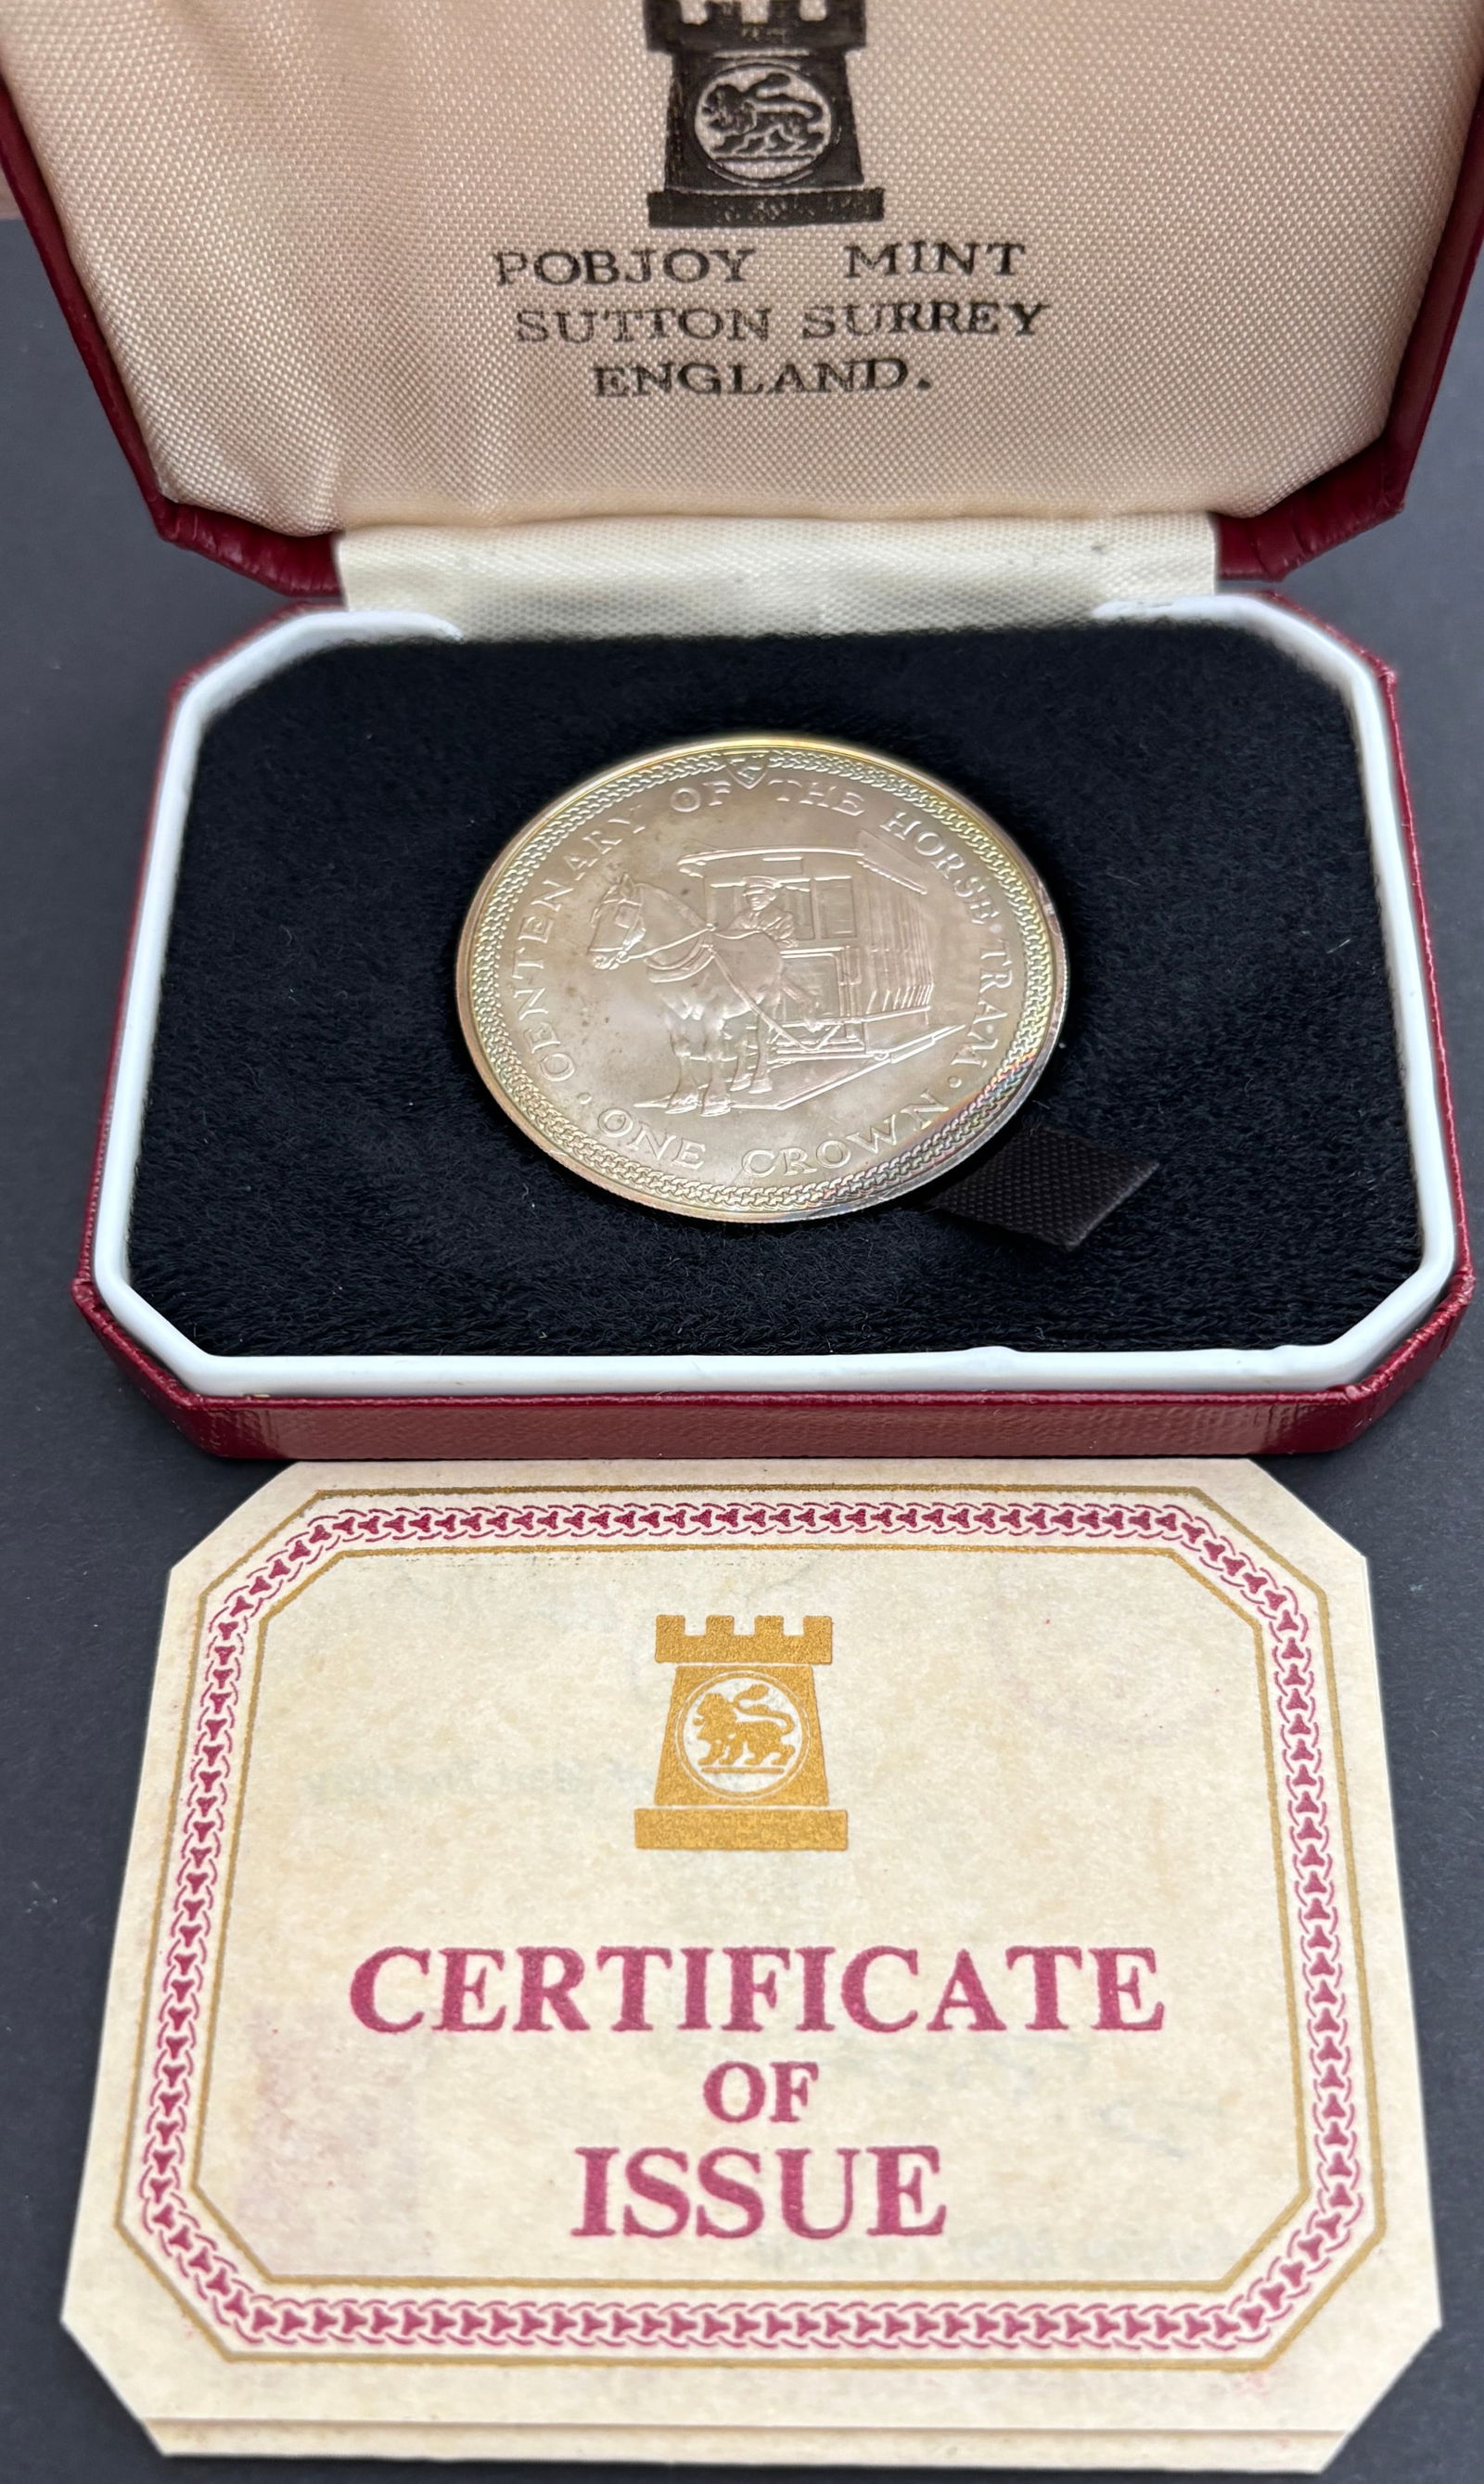 POBJOY MINT
SUTTON SURREY
ENGLAND.
CENTENARY OF THE HORSE · TRAM ·
· ONE CROWN
CERTIFICATE
OF
ISSUE